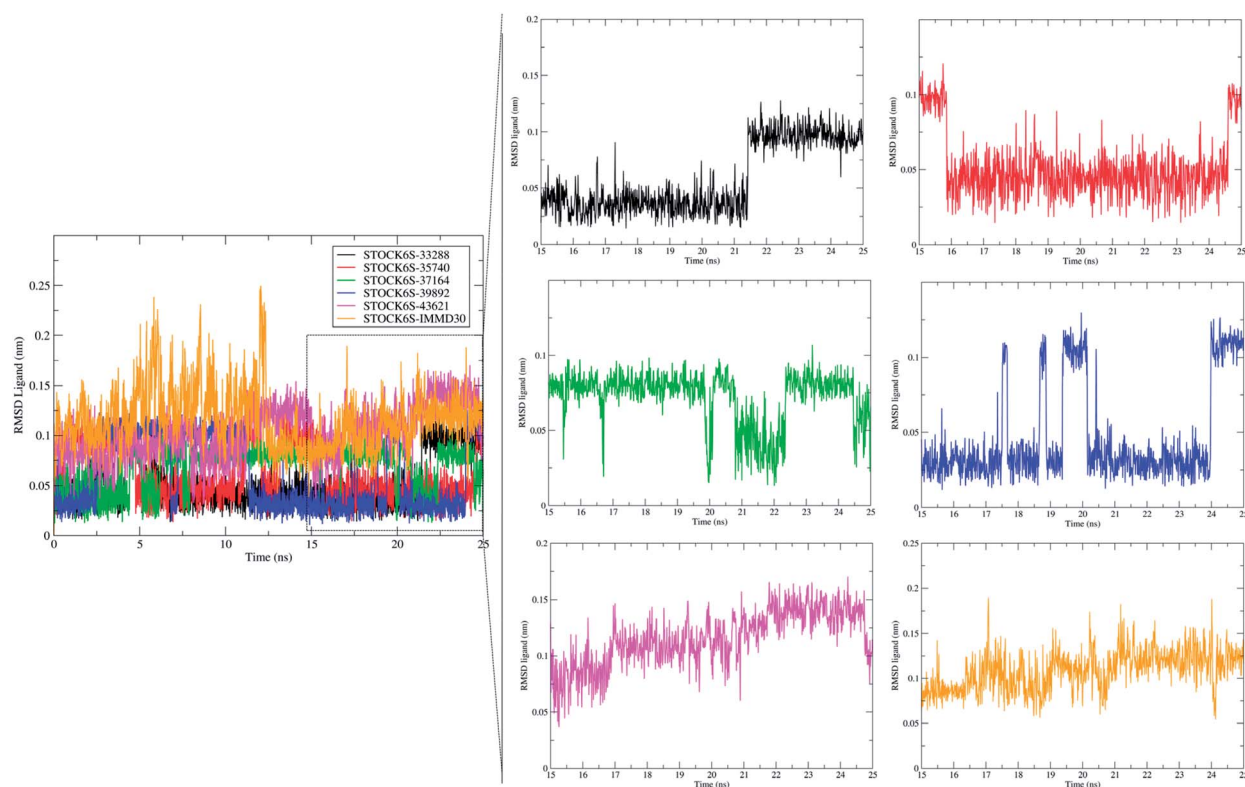 RMSD Ligand (nm)
0.3
0.25
0.2
0.15
0.1
0.05
0
0 5 10 15 20 25
Time (ns)
STOCK6S-33288
STOCK6S-35740
STOCK6S-37164
STOCK6S-39892
STOCK6S-43621
STOCK6S-IMMD30
RMSD ligand (nm)
0.2
0.15
0.1
0.05
0
15 16 17 18 19 20 21 22 23 24 25
Time (ns)
RMSD ligand (nm)
0.1
0.05
0
15 16 17 18 19 20 21 22 23 24 25
Time (ns)
RMSD ligand (nm)
0.1
0.05
0
15 16 17 18 19 20 21 22 23 24 25
Time (ns)
RMSD ligand (nm)
0.1
0.05
0
15 16 17 18 19 20 21 22 23 24 25
Time (ns)
RMSD ligand (nm)
0.2
0.15
0.1
0.05
0
15 16 17 18 19 20 21 22 23 24 25
Time (ns)
RMSD ligand (nm)
0.25
0.2
0.15
0.1
0.05
0
15 16 17 18 19 20 21 22 23 24 25
Time (ns)